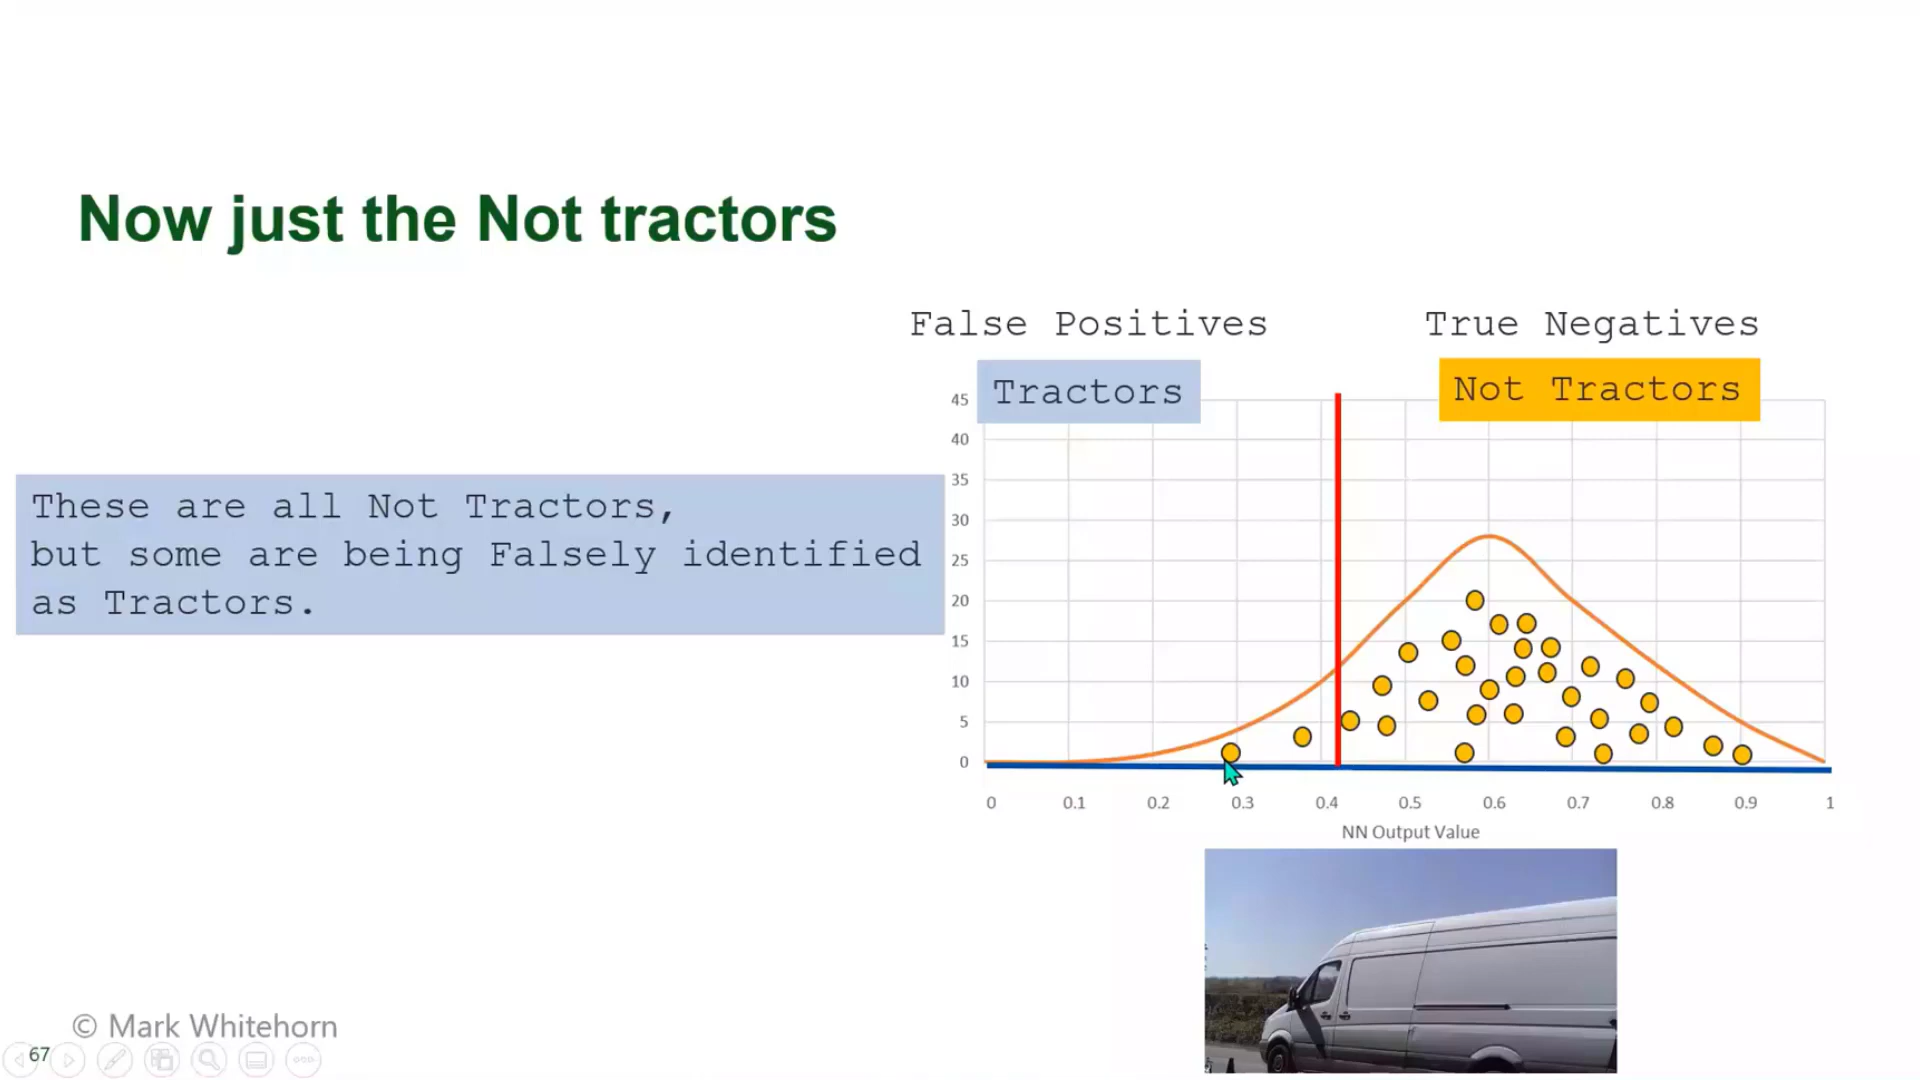 Now just the Not tractors
False Positives
True Negatives
Tractors
Not Tractors
These are all Not Tractors,
but some are being Falsely identified
as Tractors.
45
40
35
30
25
20
15
10
5
0
0 0.1 0.2 0.3 0.4 0.5 0.6 0.7 0.8 0.9 1
NN Output Value
© Mark Whitehorn
67